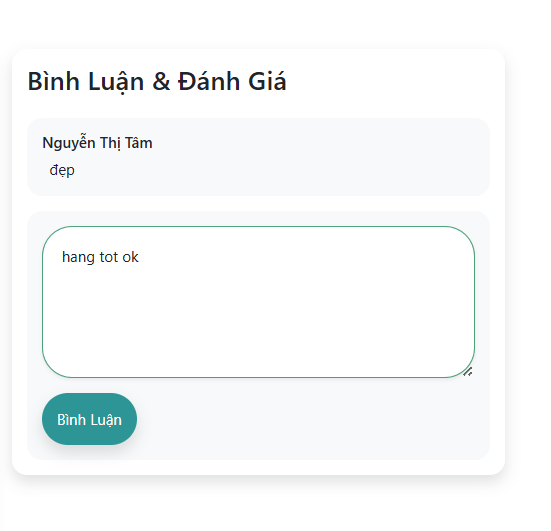 Bình Luận & Đánh Giá
Nguyễn Thị Tâm
đẹp
hang tot ok
Bình Luận